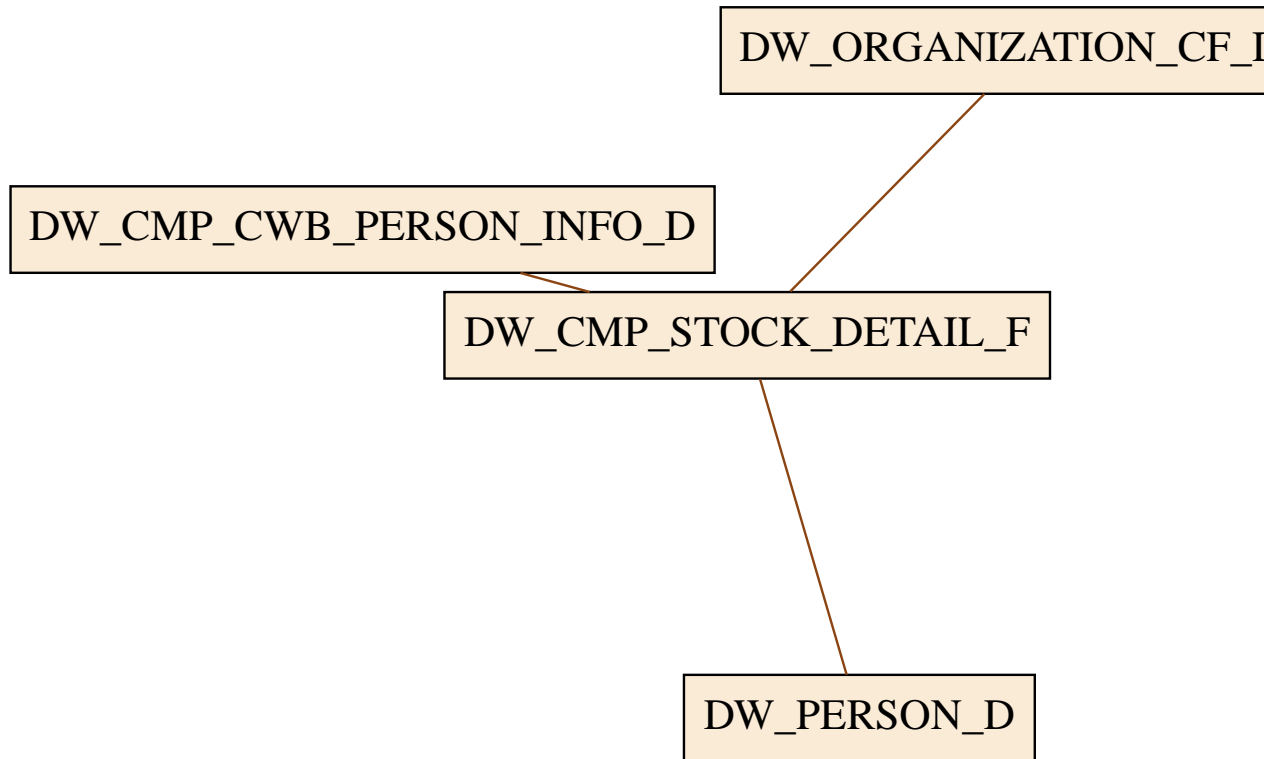 DW_ORGANIZATION_CF_
DW_CMP_CWB_PERSON_INFO_D
DW_CMP_STOCK_DETAIL_F
DW_PERSON_D